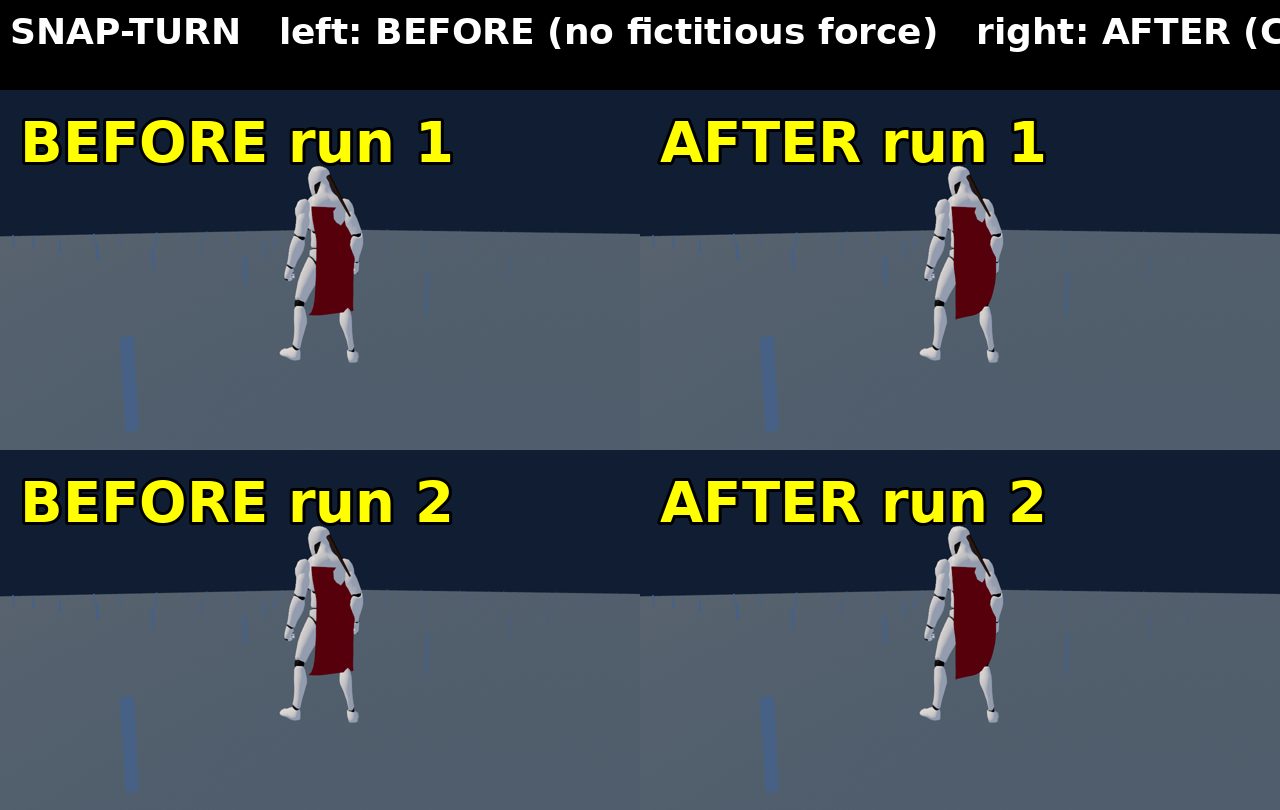 SNAP-TURN left: BEFORE (no fictitious force) right: AFTER (
BEFORE run 1
AFTER run 1
BEFORE run 2
AFTER run 2